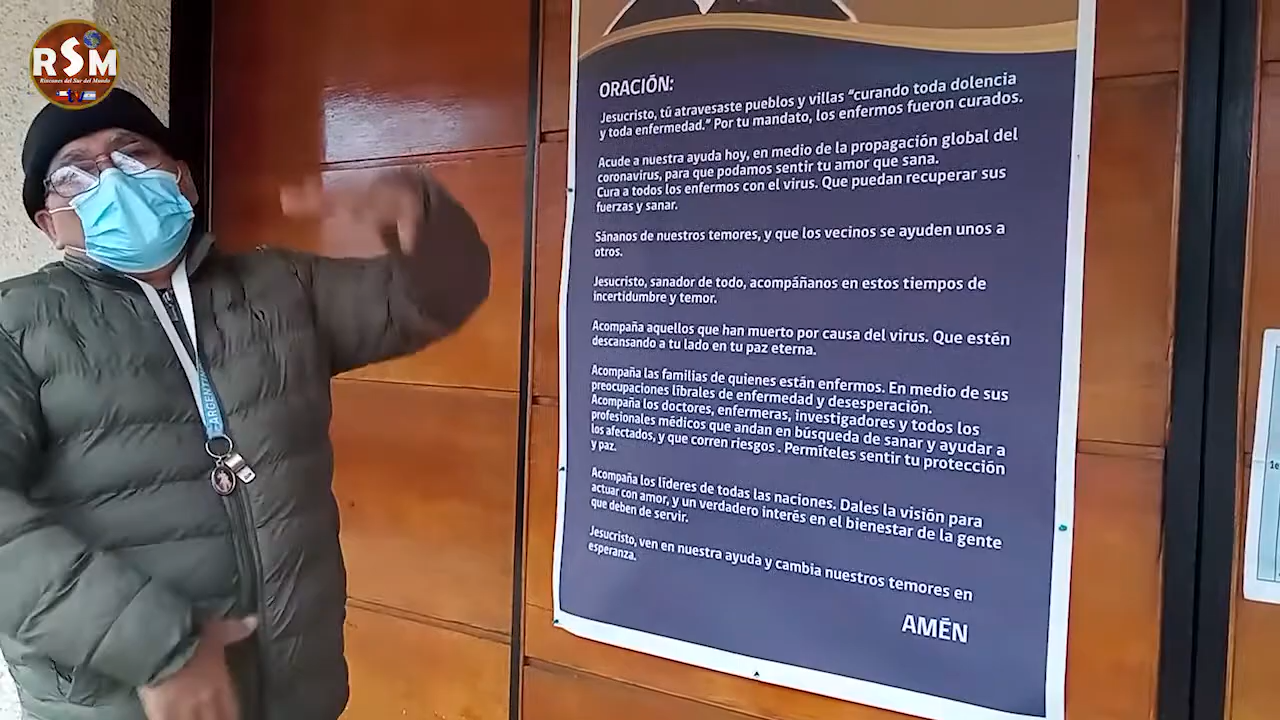 RSM
Rincones del Sur del Mundo
tv
ARGENTIN
ORACIÓN:
Jesucristo, tú atravesaste pueblos y villas "curando toda dolencia
y toda enfermedad." Por tu mandato, los enfermos fueron curados.
Acude a nuestra ayuda hoy, en medio de la propagación global del
coronavirus, para que podamos sentir tu amor que sana.
Cura a todos los enfermos con el virus. Que puedan recuperar sus
fuerzas y sanar.
Sánanos de nuestros temores, y que los vecinos se ayuden unos a
otros.
Jesucristo, sanador de todo, acompáñanos en estos tiempos de
incertidumbre y temor.
Acompaña aquellos que han muerto por causa del virus. Que estén
descansando a tu lado en tu paz eterna.
Acompaña las familias de quienes están enfermos. En medio de sus
preocupaciones líbrales de enfermedad y desesperación.
Acompaña los doctores, enfermeras, investigadores y todos los
profesionales médicos que andan en búsqueda de sanar y ayudar a
los afectados, y que corren riesgos . Permíteles sentir tu protección
y paz.
Acompaña los líderes de todas las naciones. Dales la visión para
actuar con amor, y un verdadero interés en el bienestar de la gente
que deben de servir.
Jesucristo, ven en nuestra ayuda y cambia nuestros temores en
esperanza.
AMÉN